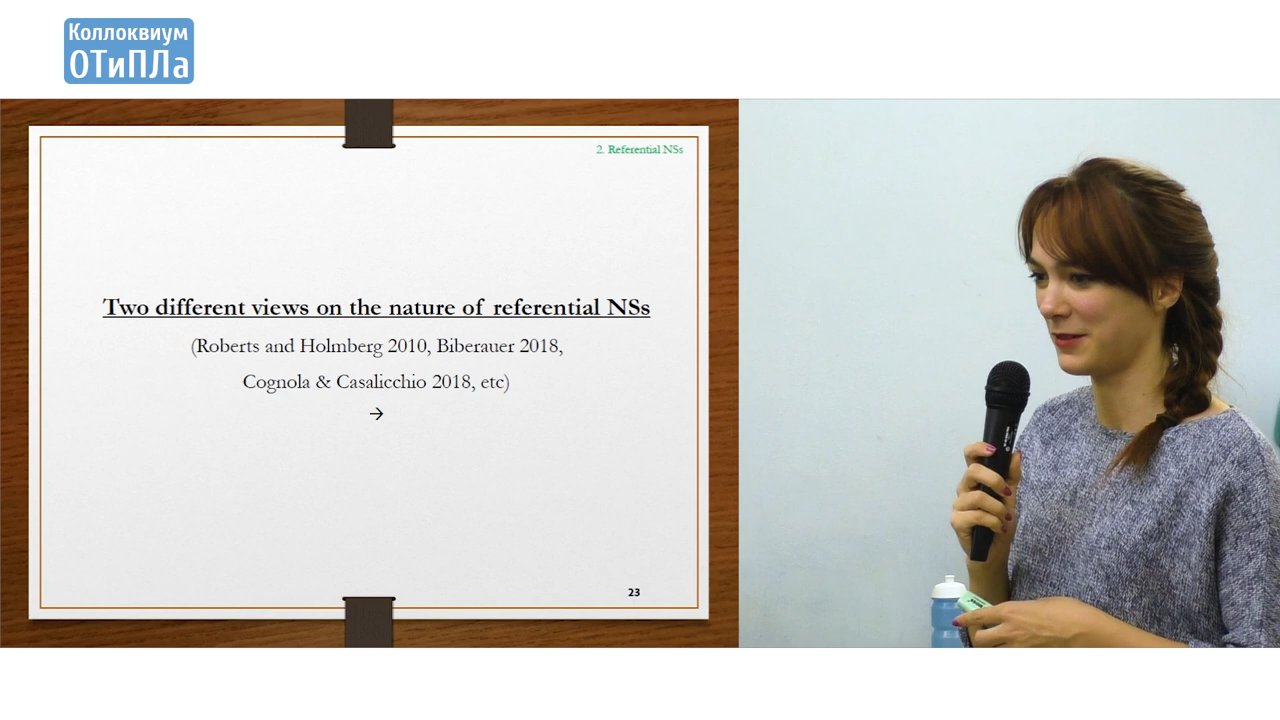 Коллоквиум
ОТиПЛа
2. Referential NSs
Two different views on the nature of referential NSs
(Roberts and Holmberg 2010, Biberauer 2018,
Cognola & Casalicchio 2018, etc)
→
23